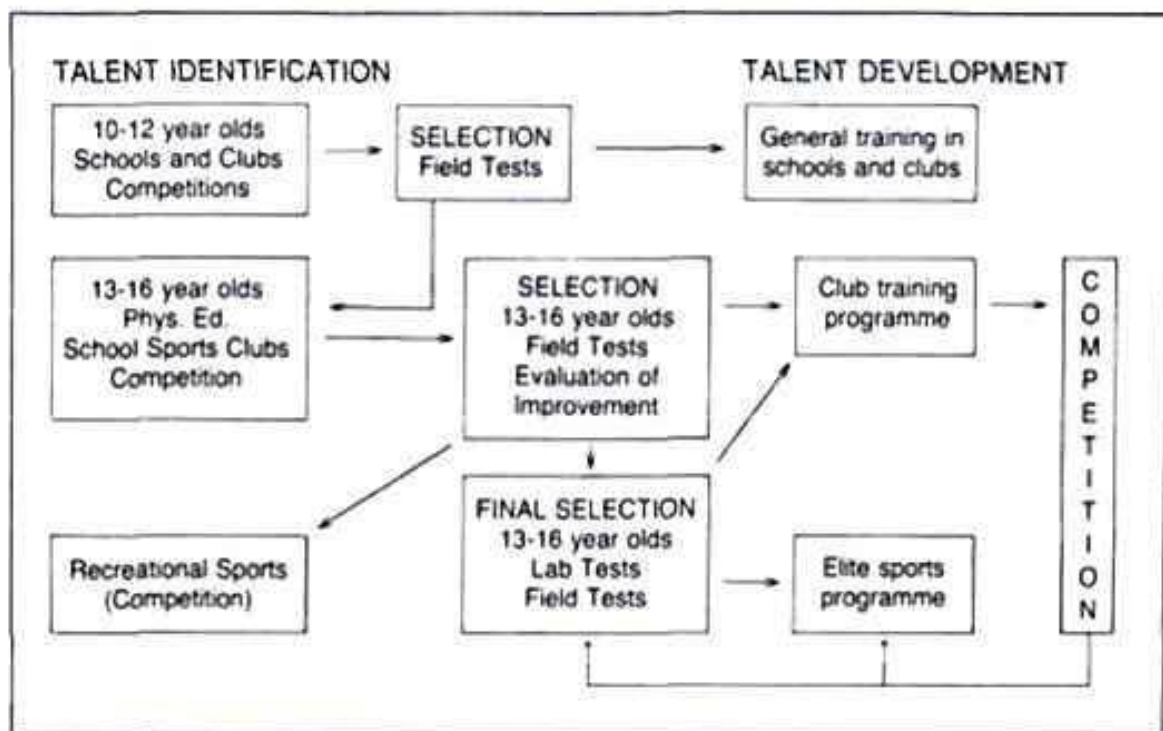 TALENT IDENTIFICATION
TALENT DEVELOPMENT
10-12 year olds
Schools and Clubs
Competitions
SELECTION
Field Tests
General training in
schools and clubs
13-16 year olds
Phys. Ed.
School Sports Clubs
Competition
SELECTION
13-16 year olds
Field Tests
Evaluation of
Improvement
Club training
programme
COMPETITION
Recreational Sports
(Competition)
FINAL SELECTION
13-16 year olds
Lab Tests
Field Tests
Elite sports
programme